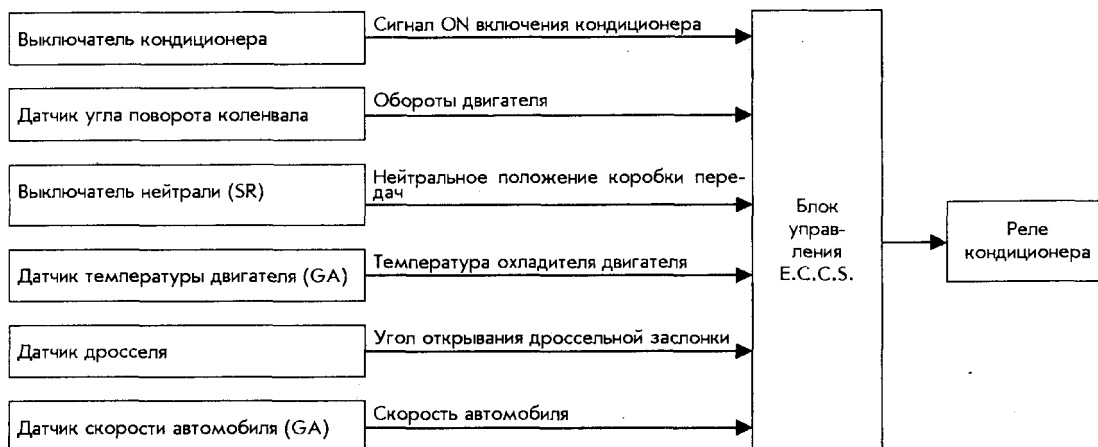 Выключатель кондиционера
Сигнал ON включения кондиционера
Датчик угла поворота коленвала
Обороты двигателя
Выключатель нейтрали (SR)
Нейтральное положение коробки пере-
дач
Датчик температуры двигателя (GA)
Температура охладителя двигателя
Датчик дросселя
Угол открывания дроссельной заслонки
Датчик скорости автомобиля (GA)
Скорость автомобиля
Блок
управ-
ления
E.C.C.S.
Реле
кондиционера